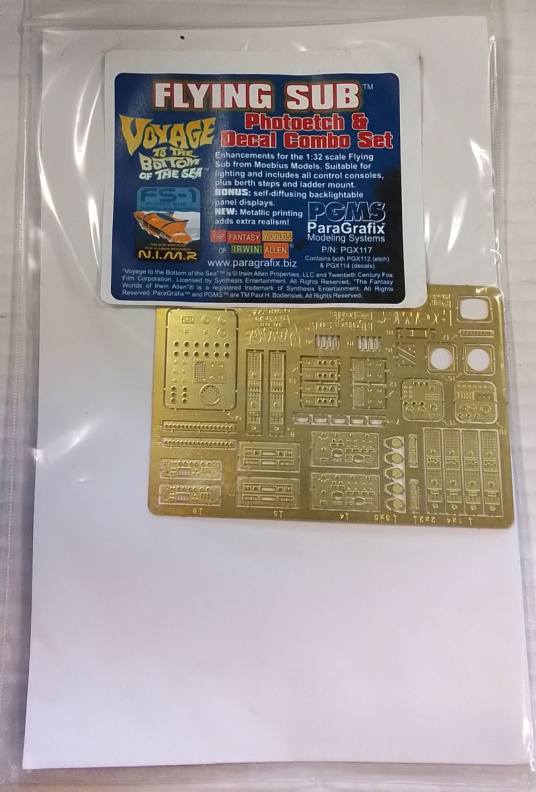 FLYING SUB™
Photoetch &
Decal Combo Set
VOYAGE
TO THE
BOTTOM
OF THE SEA™
Enhancements for the 1:32 scale Flying
Sub from Moebius Models. Suitable for
lighting and includes all control consoles,
plus berth steps and ladder mount.
BONUS: self-diffusing backlightable
panel displays.
NEW: Metallic printing
adds extra realism!
FS-1
N.I.M.R
PGMS
ParaGrafix
Modeling Systems
P/N: PGX117
Contains both PGX112 (etch)
& PGX114 (decals)
THE FANTASY WORLDS
OF IRWIN ALLEN
www.paragrafix.biz
"Voyage to the Bottom of the Sea"™ is © Irwin Allen Properties, LLC and Twentieth Century Fox
Film Corporation. Licensed by Synthesis Entertainment. All Rights Reserved. "The Fantasy
Worlds of Irwin Allen"® is a registered trademark of Synthesis Entertainment. All Rights
Reserved. ParaGrafix™ and PGMS™ are TM Paul H. Bodensiek. All Rights Reserved.